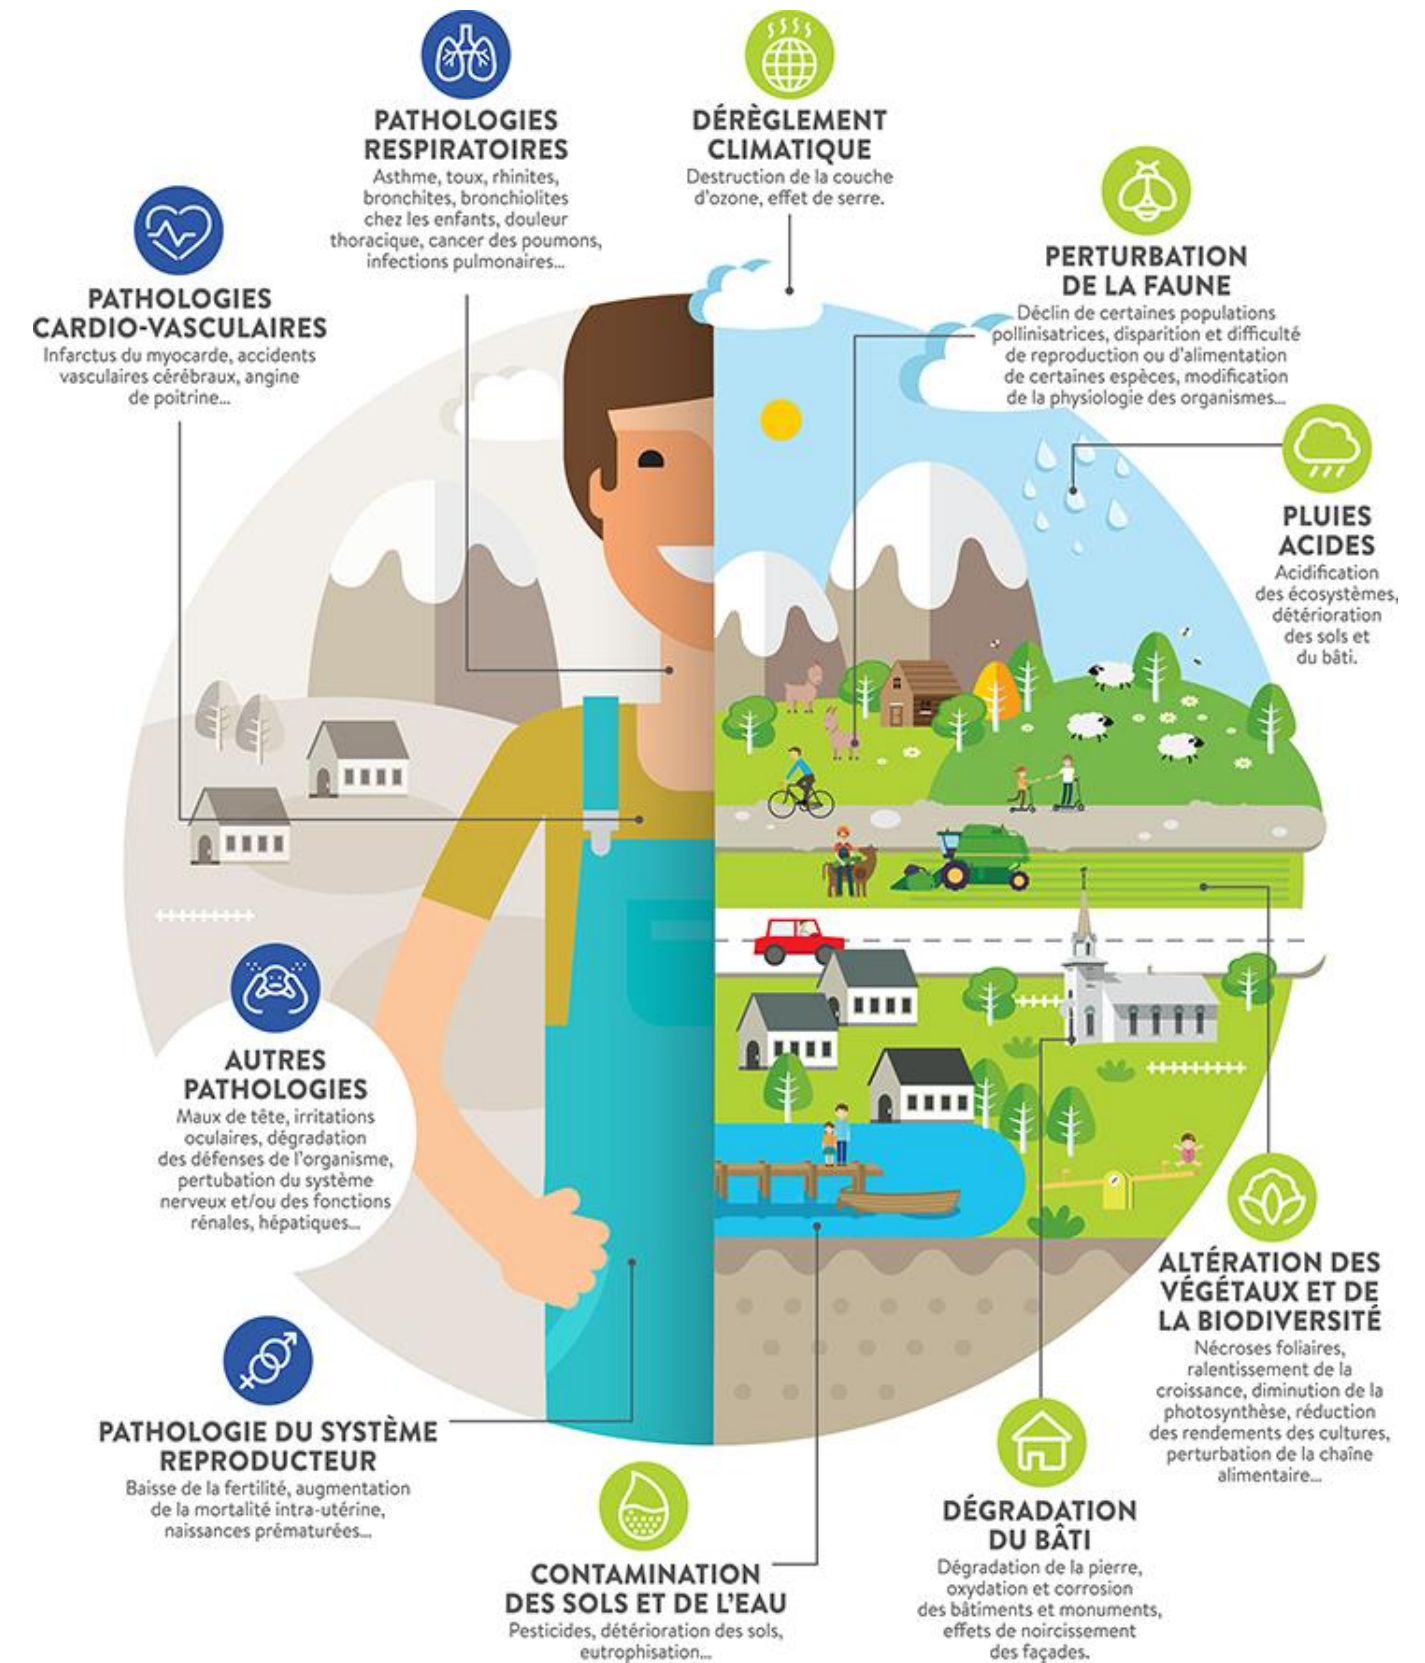 PATHOLOGIES
RESPIRATOIRES
Asthme, toux, rhinites,
bronchites, bronchiolites
chez les enfants, douleur
thoracique, cancer des poumons,
infections pulmonaires...
DÉRÈGLEMENT
CLIMATIQUE
Destruction de la couche
d'ozone, effet de serre.
PERTURBATION
DE LA FAUNE
Déclin de certaines populations
pollinisatrices, disparition et difficulté
de reproduction ou d'alimentation
de certaines espèces, modification
de la physiologie des organismes...
PATHOLOGIES
CARDIO-VASCULAIRES
Infarctus du myocarde, accidents
vasculaires cérébraux, angine
de poitrine...
PLUIES
ACIDES
Acidification
des écosystèmes,
détérioration
des sols et
du bâti.
AUTRES
PATHOLOGIES
Maux de tête, irritations
oculaires, dégradation
des défenses de l'organisme,
pertubation du système
nerveux et/ou des fonctions
rénales, hépatiques...
ALTÉRATION DES
VÉGÉTAUX ET DE
LA BIODIVERSITÉ
Nécroses foliaires,
ralentissement de la
croissance, diminution de la
photosynthèse, réduction
des rendements des cultures,
perturbation de la chaîne
alimentaire...
PATHOLOGIE DU SYSTÈME
REPRODUCTEUR
Baisse de la fertilité, augmentation
de la mortalité intra-utérine,
naissances prématurées...
DÉGRADATION
DU BÂTI
Dégradation de la pierre,
oxydation et corrosion
des bâtiments et monuments,
effets de noircissement
des façades.
CONTAMINATION
DES SOLS ET DE L'EAU
Pesticides, détérioration des sols,
eutrophisation...